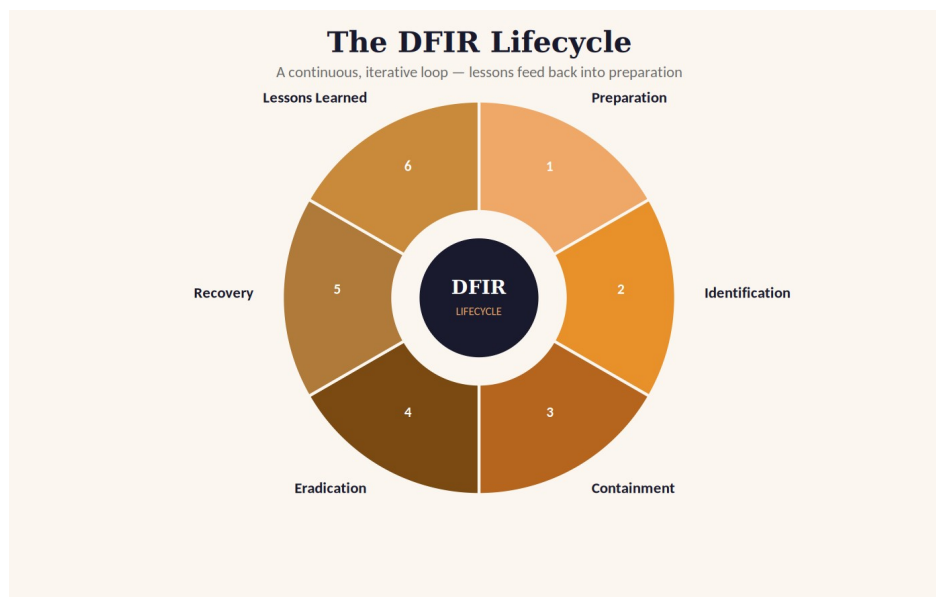 The DFIR Lifecycle
A continuous, iterative loop — lessons feed back into preparation
Lessons Learned
Preparation
6
1
Recovery
5
DFIR
LIFECYCLE
2
Identification
4
3
Eradication
Containment